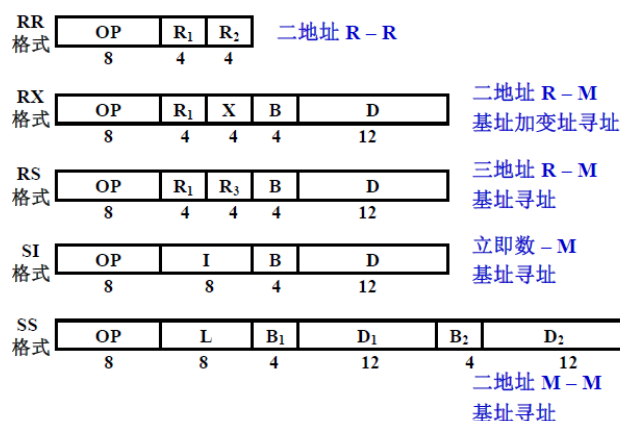 RR
格式
OP R₁ R₂
8 4 4
二地址 R – R
RX
格式
OP R₁ X B D
8 4 4 4 12
二地址 R – M
基址加变址寻址
RS
格式
OP R₁ R₃ B D
8 4 4 4 12
三地址 R – M
基址寻址
SI
格式
OP I B D
8 8 4 12
立即数 – M
基址寻址
SS
格式
OP L B₁ D₁ B₂ D₂
8 8 4 12 4 12
二地址 M – M
基址寻址